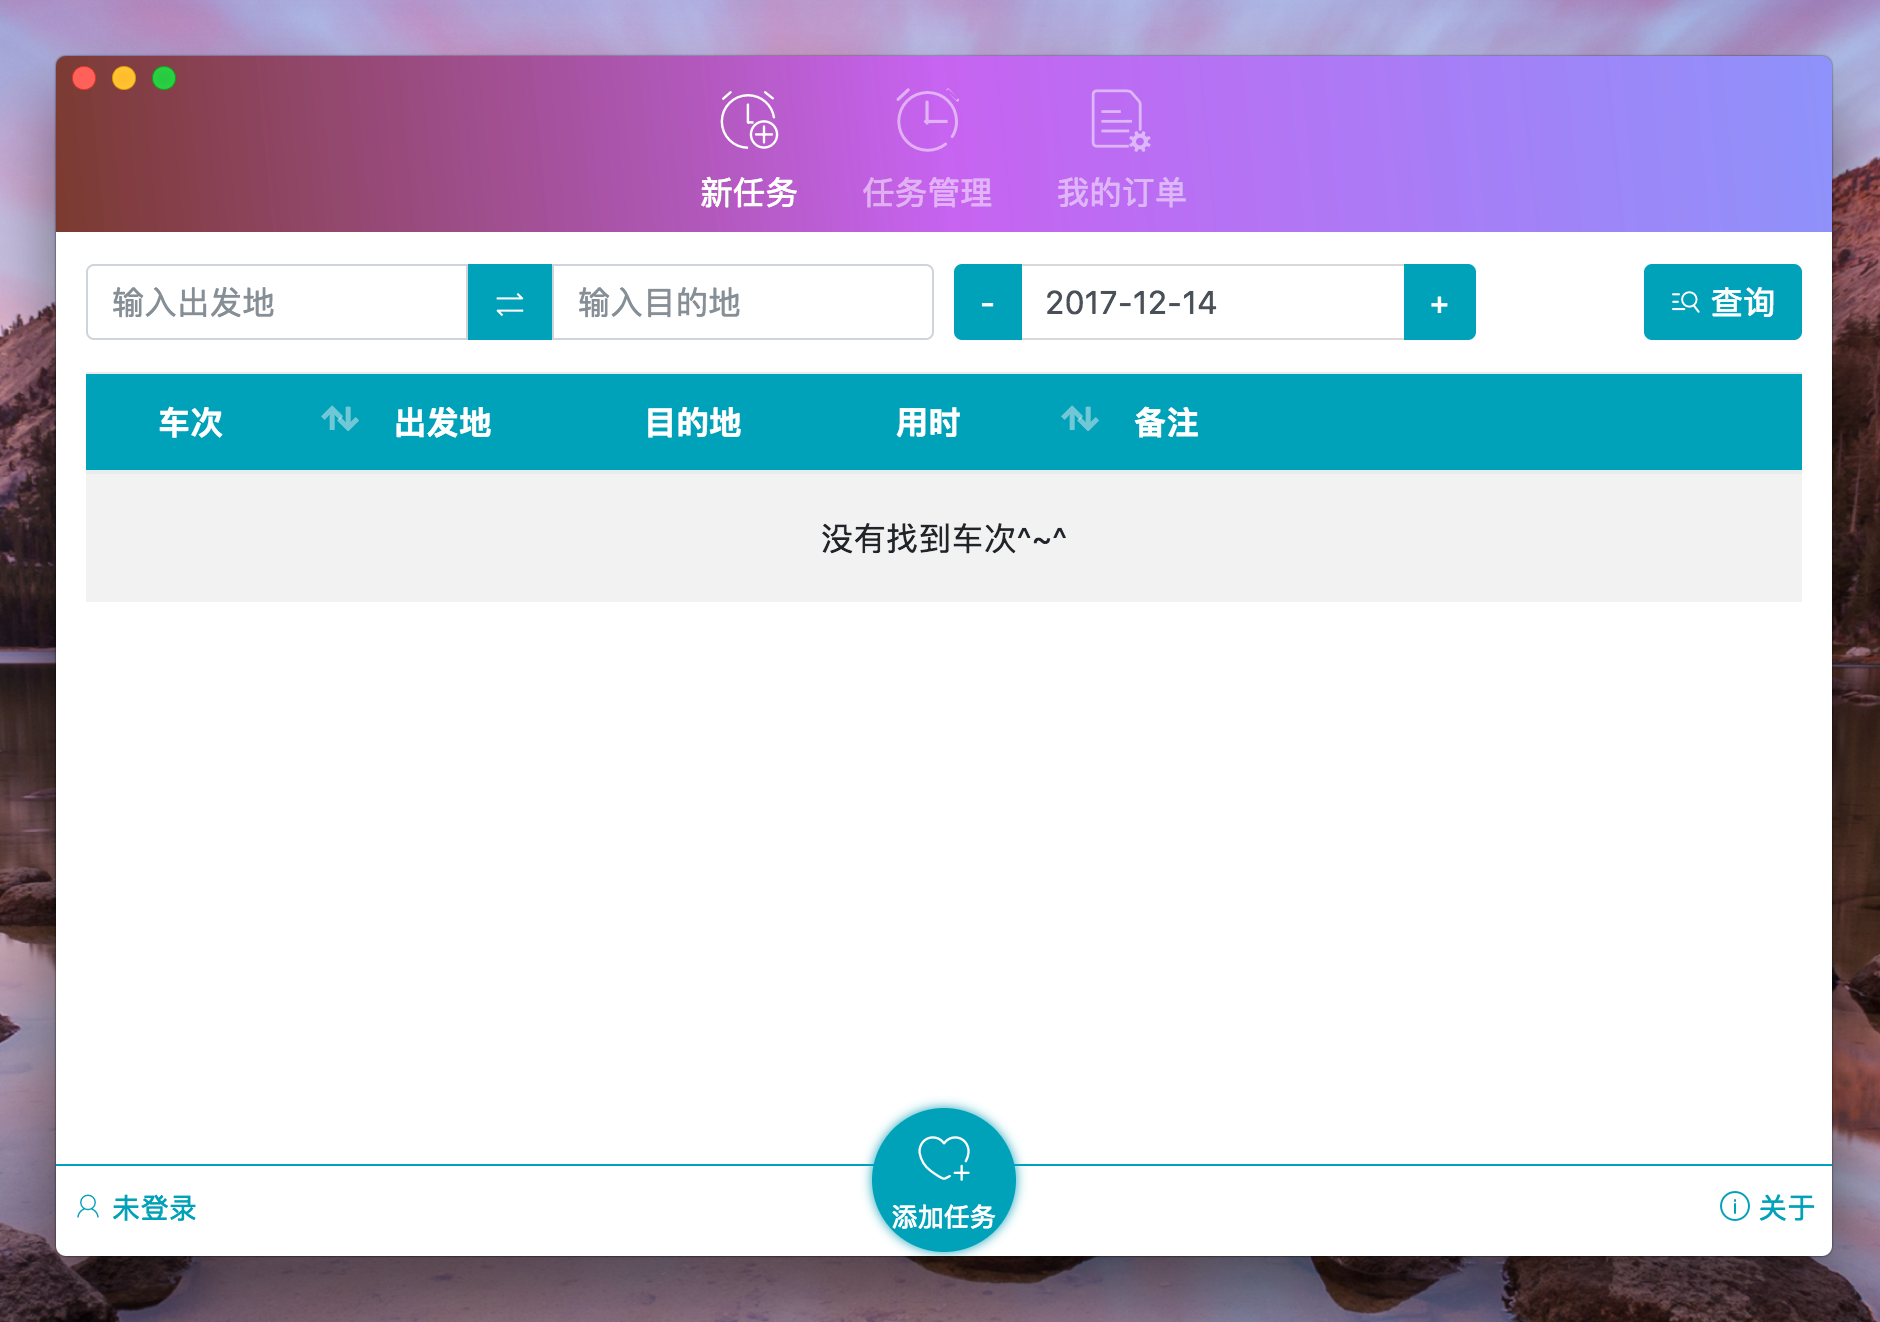 新任务 任务管理 我的订单
输入出发地 输入目的地 - 2017-12-14 + 查询
车次 出发地 目的地 用时 备注
没有找到车次^~^
添加任务
未登录 关于